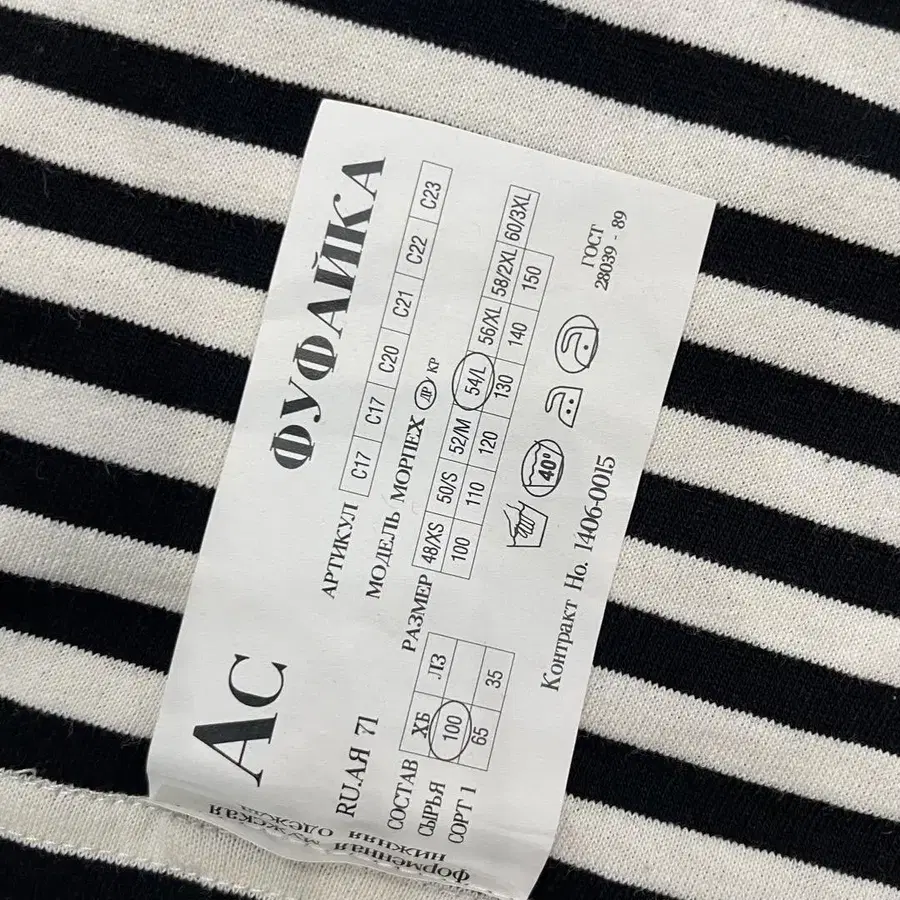 Ас
ФУФАЙКА
RU.АЯ 71
АРТИКУЛ С17 С17 С20 С21 С22 С23
МОДЕЛЬ МОРПЕХ ДР/ КР
СОСТАВ СЫРЬЯ
ХБ ЛЗ
100
65 35
РАЗМЕР 48/XS 50/S 52/M 54/L 56/XL 58/2XL 60/3XL
100 110 120 130 140 150
СОРТ 1
40°
ГОСТ
28039 - 89
Контракт Но. 1406-0015
форменная мужская
нижняя одежда